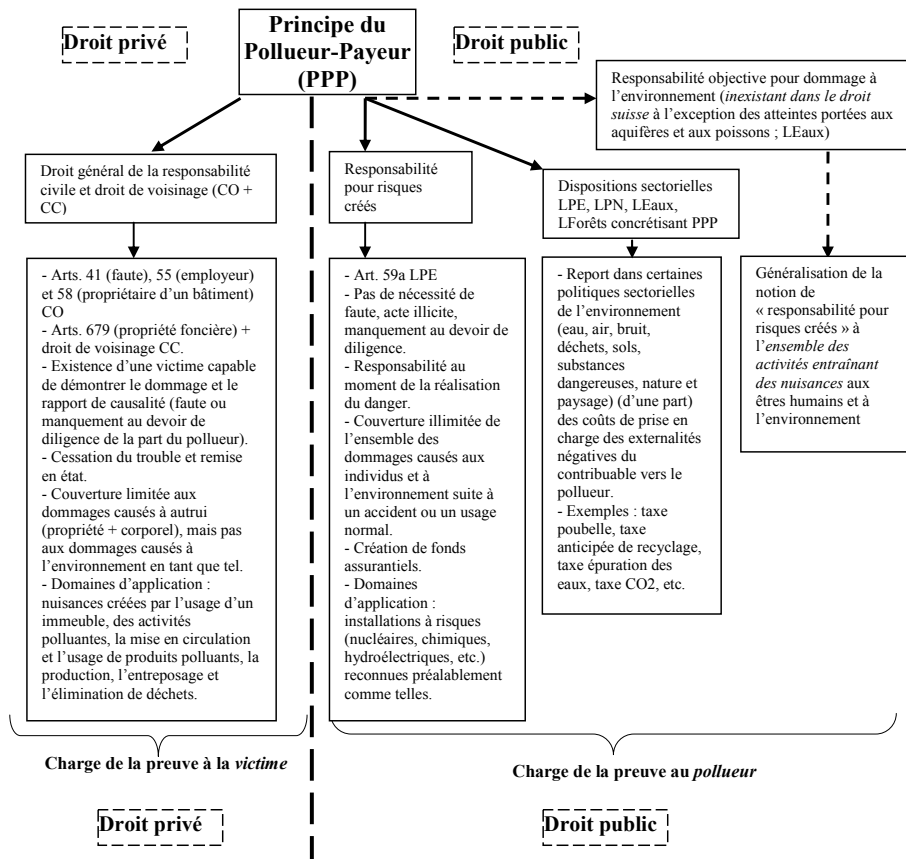 Droit privé
Principe du
Pollueur-Payeur
(PPP)
Droit public
Responsabilité objective pour dommage à
l'environnement (inexistant dans le droit
suisse à l'exception des atteintes portées aux
aquifères et aux poissons ; LEaux)
Droit général de la responsabilité
civile et droit de voisinage (CO +
CC)
Responsabilité
pour risques
créés
Dispositions sectorielles
LPE, LPN, LEaux,
LForêts concrétisant PPP
- Arts. 41 (faute), 55 (employeur)
et 58 (propriétaire d'un bâtiment)
CO
- Arts. 679 (propriété foncière) +
droit de voisinage CC.
- Existence d'une victime capable
de démontrer le dommage et le
rapport de causalité (faute ou
manquement au devoir de
diligence de la part du pollueur).
- Cessation du trouble et remise
en état.
- Couverture limitée aux
dommages causés à autrui
(propriété + corporel), mais pas
aux dommages causés à
l'environnement en tant que tel.
- Domaines d'application :
nuisances créées par l'usage d'un
immeuble, des activités
polluantes, la mise en circulation
et l'usage de produits polluants, la
production, l'entreposage et
l'élimination de déchets.
- Art. 59a LPE
- Pas de nécessité de
faute, acte illicite,
manquement au devoir de
diligence.
- Responsabilité au
moment de la réalisation
du danger.
- Couverture illimitée de
l'ensemble des
dommages causés aux
individus et à
l'environnement suite à
un accident ou un usage
normal.
- Création de fonds
assurantiels.
- Domaines
d'application :
installations à risques
(nucléaires, chimiques,
hydroélectriques, etc.)
reconnues préalablement
comme telles.
- Report dans certaines
politiques sectorielles
de l'environnement
(eau, air, bruit,
déchets, sols,
substances
dangereuses, nature et
paysage) (d'une part)
des coûts de prise en
charge des externalités
négatives du
contribuable vers le
pollueur.
- Exemples : taxe
poubelle, taxe
anticipée de recyclage,
taxe épuration des
eaux, taxe CO2, etc.
Généralisation de la
notion de
« responsabilité pour
risques créés » à
l'ensemble des
activités entraînant
des nuisances aux
êtres humains et à
l'environnement
Charge de la preuve à la victime
Charge de la preuve au pollueur
Droit privé
Droit public